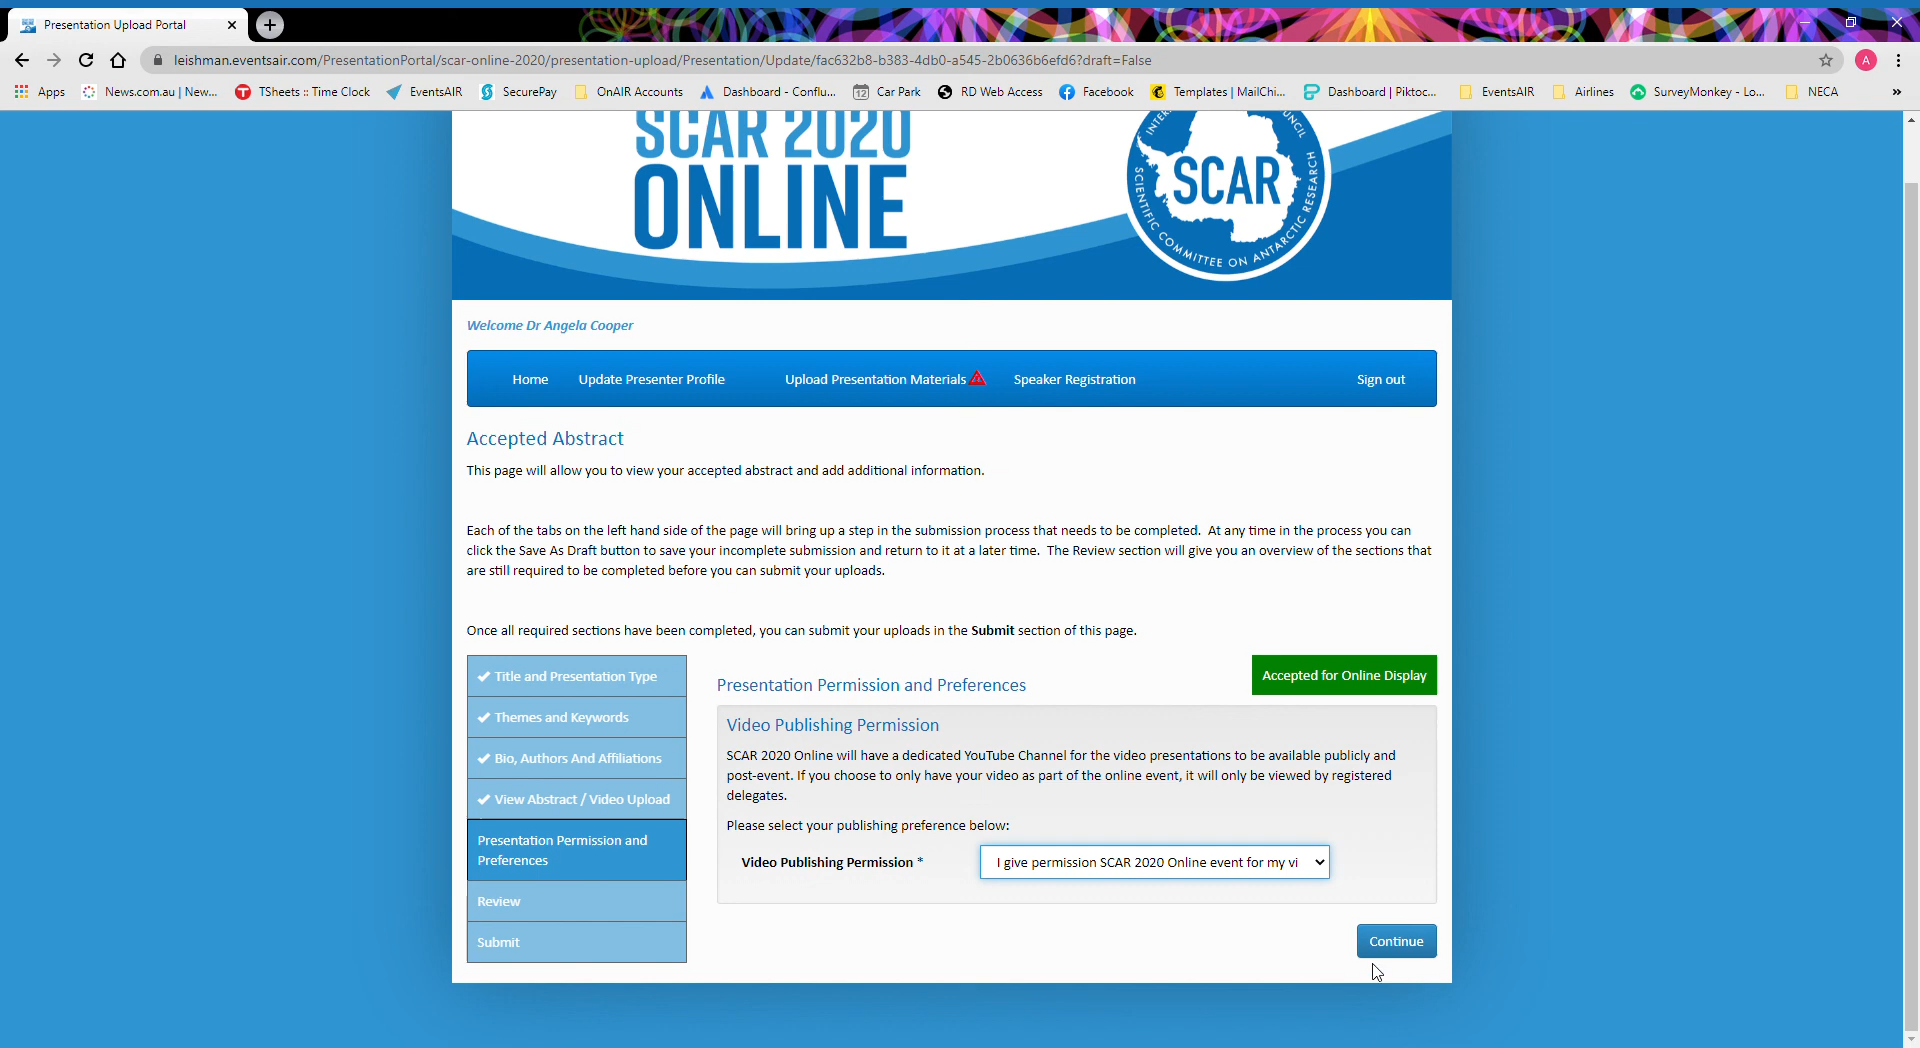 Presentation Upload Portal
leishman.eventsair.com/PresentationPortal/scar-online-2020/presentation-upload/Presentation/Update/fac632b8-b383-4db0-a545-2b0636b6efd6?draft=False
A
Apps
News.com.au | New...
TSheets :: Time Clock
EventsAIR
SecurePay
OnAIR Accounts
Dashboard - Conflu...
12
Car Park
RD Web Access
Facebook
Templates | MailChi...
Dashboard | Piktoc...
EventsAIR
Airlines
SurveyMonkey - Lo...
NECA
»
SCAR 2020
ONLINE
SCAR
SCIENTIFIC COMMITTEE ON ANTARCTIC RESEARCH
Welcome Dr Angela Cooper
Home
Update Presenter Profile
Upload Presentation Materials
Speaker Registration
Sign out
Accepted Abstract
This page will allow you to view your accepted abstract and add additional information.
Each of the tabs on the left hand side of the page will bring up a step in the submission process that needs to be completed.  At any time in the process you can
click the Save As Draft button to save your incomplete submission and return to it at a later time.  The Review section will give you an overview of the sections that
are still required to be completed before you can submit your uploads.
Once all required sections have been completed, you can submit your uploads in the Submit section of this page.
Title and Presentation Type
Themes and Keywords
Bio, Authors And Affiliations
View Abstract / Video Upload
Presentation Permission and
Preferences
Review
Submit
Accepted for Online Display
Presentation Permission and Preferences
Video Publishing Permission
SCAR 2020 Online will have a dedicated YouTube Channel for the video presentations to be available publicly and
post-event. If you choose to only have your video as part of the online event, it will only be viewed by registered
delegates.
Please select your publishing preference below:
Video Publishing Permission *
I give permission SCAR 2020 Online event for my vi
Continue